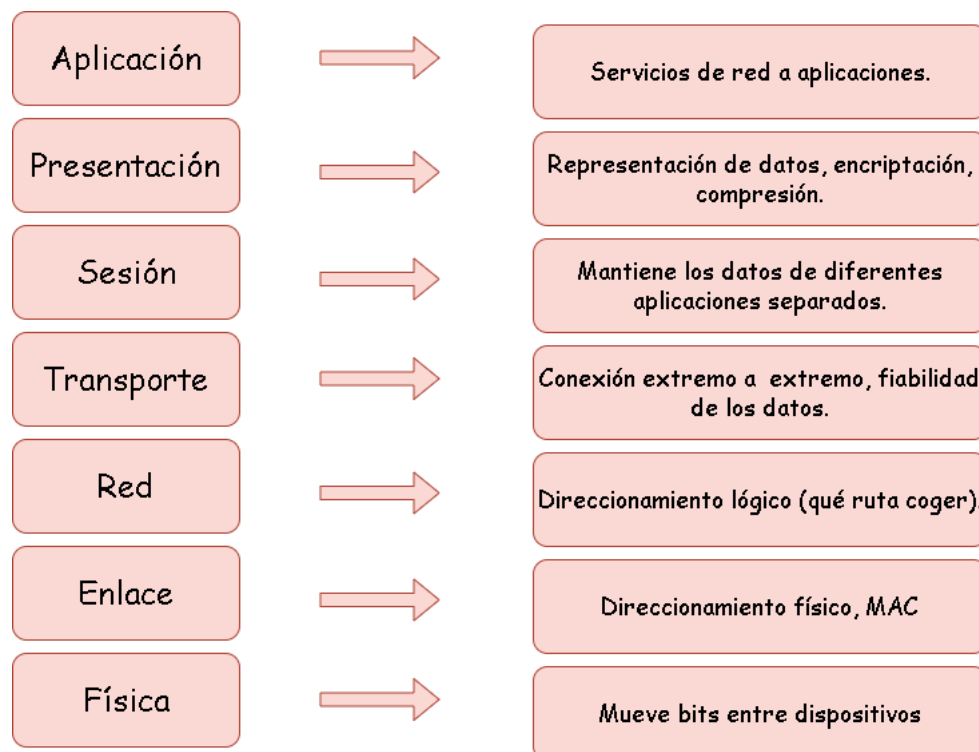 Aplicación
Servicios de red a aplicaciones.
Presentación
Representación de datos, encriptación,
compresión.
Sesión
Mantiene los datos de diferentes
aplicaciones separados.
Transporte
Conexión extremo a extremo, fiabilidad
de los datos.
Red
Direccionamiento lógico (qué ruta coger).
Enlace
Direccionamiento físico, MAC
Física
Mueve bits entre dispositivos